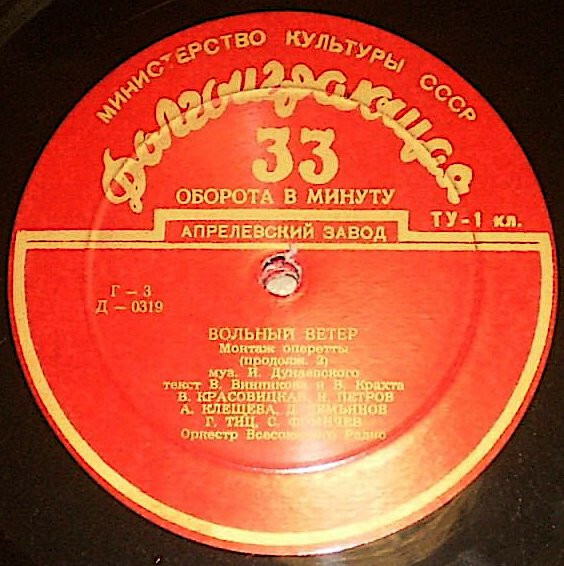 МИНИСТЕРСТВО КУЛЬТУРЫ СССР
Долгоиграющая
33
ОБОРОТА В МИНУТУ
ТУ-1 кл.
АПРЕЛЕВСКИЙ ЗАВОД
Г — 3
Д — 0319
ВОЛЬНЫЙ ВЕТЕР
Монтаж оперетты
(продолж. 2)
муз. И. Дунаевского
текст В. Винникова и В. Крахта
В. КРАСОВИЦКАЯ, Н. ПЕТРОВ
А. КЛЕЩЕВА, Д. ДЕМЬЯНОВ
Г. ТИЦ, С. ФОМИЧЕВ
Оркестр Всесоюзного Радио